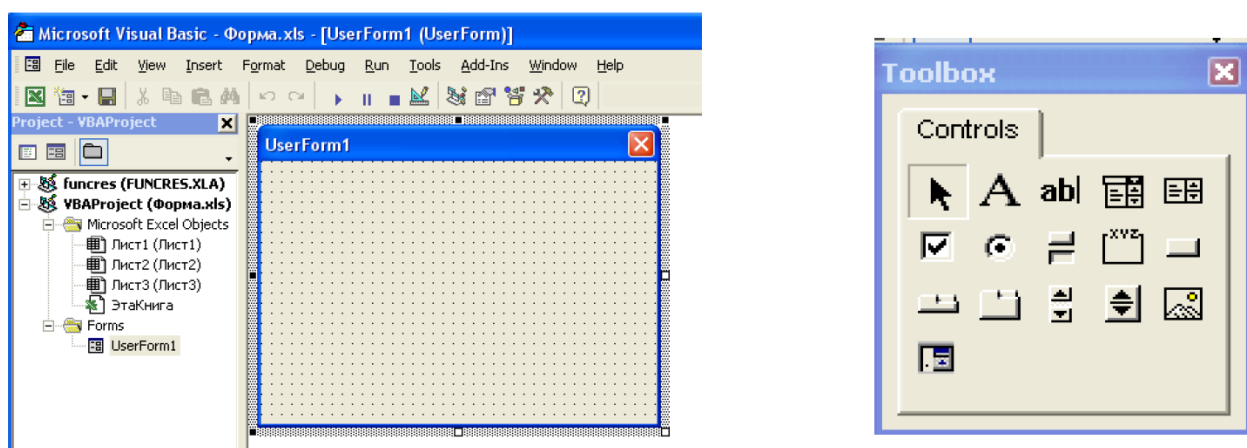 Microsoft Visual Basic - Форма.xls - [UserForm1 (UserForm)]
File Edit View Insert Format Debug Run Tools Add-Ins Window Help
Project - VBAProject
funcres (FUNCRES.XLA)
VBAProject (Форма.xls)
Microsoft Excel Objects
Лист1 (Лист1)
Лист2 (Лист2)
Лист3 (Лист3)
ЭтаКнига
Forms
UserForm1
UserForm1
Toolbox
Controls
A ab|
XYZ